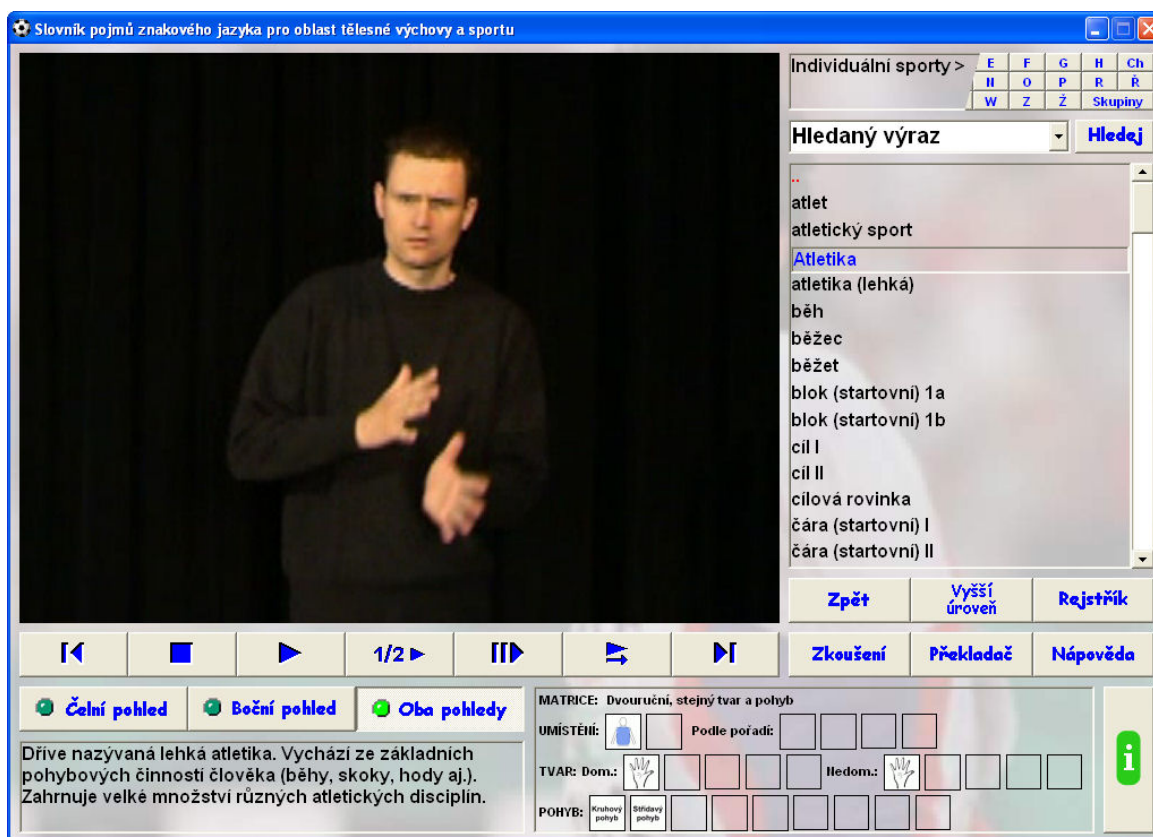 Slovník pojmů znakového jazyka pro oblast tělesné výchovy a sportu
Individuální sporty >
E F G H Ch
N O P R Ř
W Z Ž Skupiny
Hledaný výraz
Hledej
..
atlet
atletický sport
Atletika
atletika (lehká)
běh
běžec
běžet
blok (startovní) 1a
blok (startovní) 1b
cíl I
cíl II
cílová rovinka
čára (startovní) I
čára (startovní) II
Zpět
Vyšší
úroveň
Rejstřík
1/2
Zkoušení
Překladač
Nápověda
Čelní pohled
Boční pohled
Oba pohledy
Dříve nazývaná lehká atletika. Vychází ze základních
pohybových činností člověka (běhy, skoky, hody aj.).
Zahrnuje velké množství různých atletických disciplín.
MATRICE: Dvouruční, stejný tvar a pohyb
UMÍSTĚNÍ: Podle pořadí:
TVAR: Dom.: Nedom.:
POHYB: Kruhový pohyb Střídavý pohyb
i